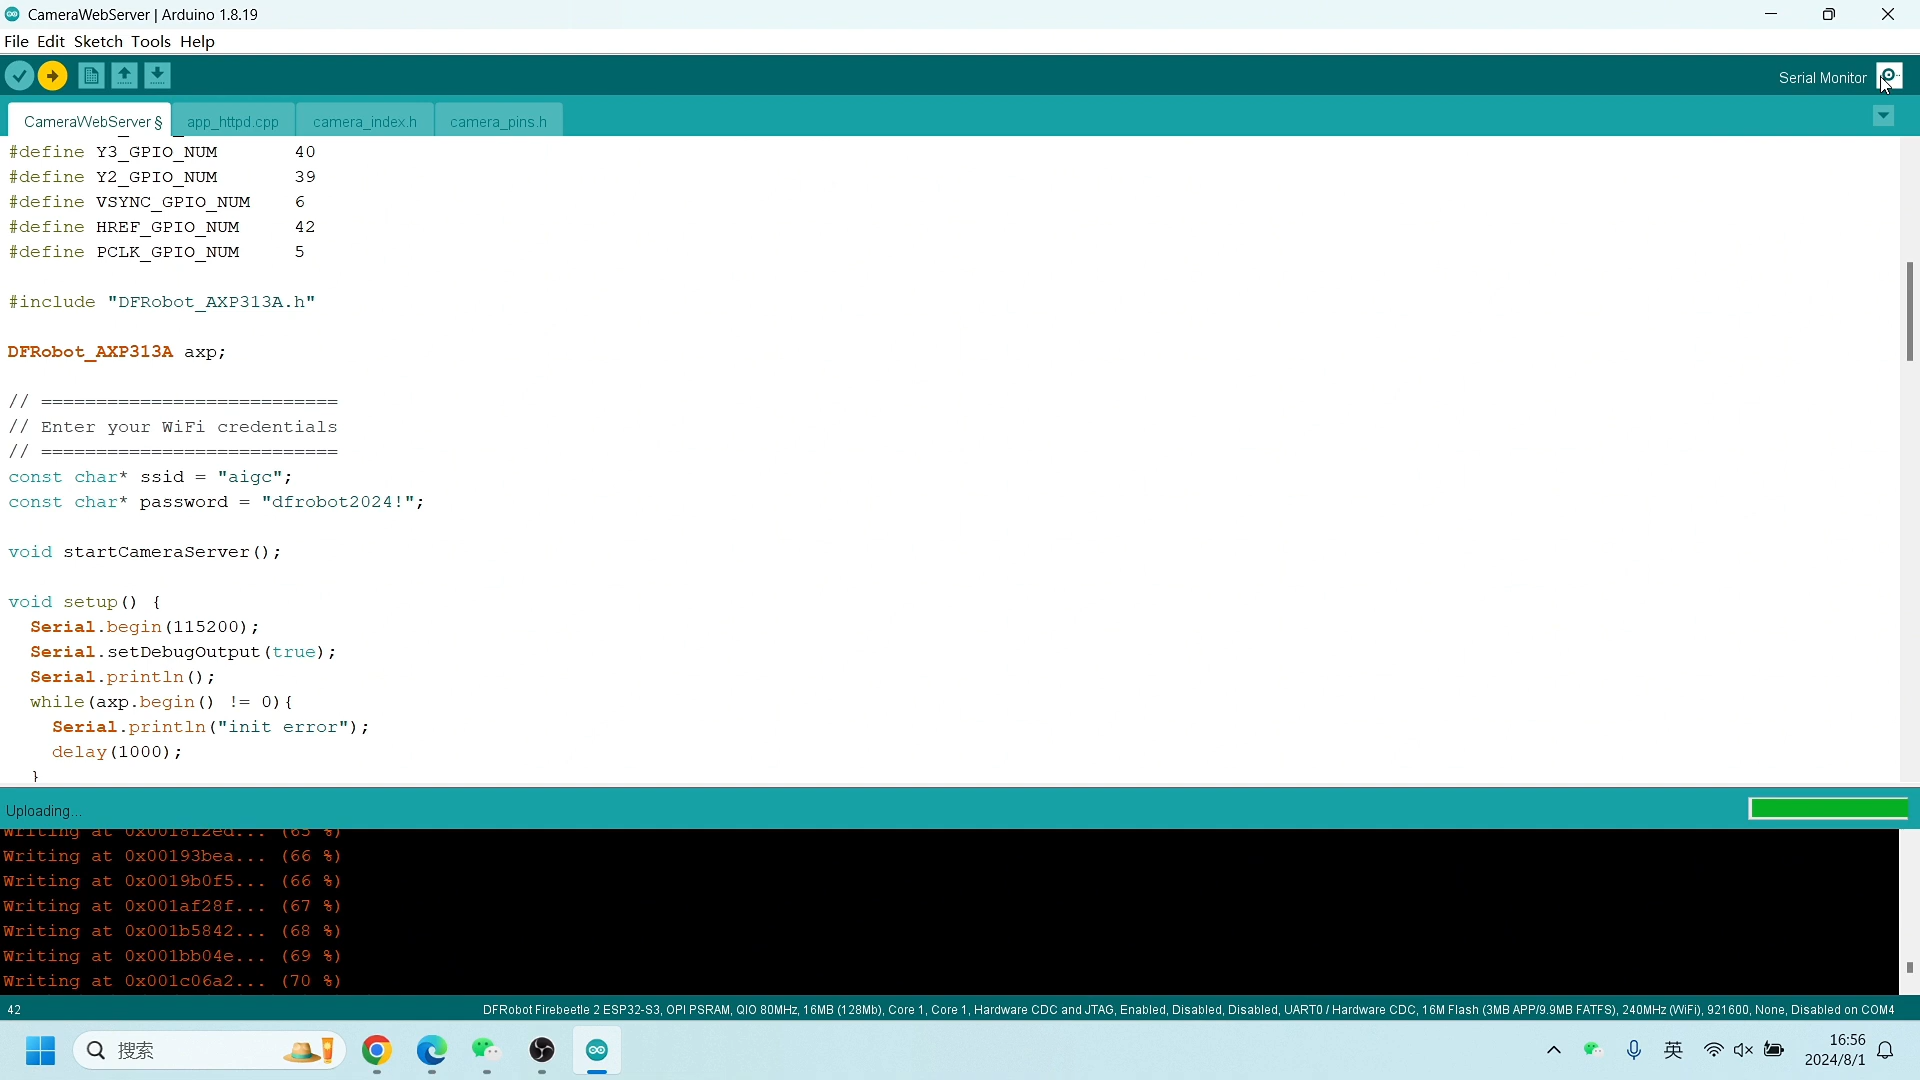 CameraWebServer | Arduino 1.8.19
File Edit Sketch Tools Help
Serial Monitor
CameraWebServer § app_httpd.cpp camera_index.h camera_pins.h
#define Y3_GPIO_NUM 40
#define Y2_GPIO_NUM 39
#define VSYNC_GPIO_NUM 6
#define HREF_GPIO_NUM 42
#define PCLK_GPIO_NUM 5
#include "DFRobot_AXP313A.h"
DFRobot_AXP313A axp;
// ===========================
// Enter your WiFi credentials
// ===========================
const char* ssid = "aigc";
const char* password = "dfrobot2024!";
void startCameraServer();
void setup() {
Serial.begin(115200);
Serial.setDebugOutput(true);
Serial.println();
while(axp.begin() != 0){
Serial.println("init error");
delay(1000);
}
Uploading...
Writing at 0x0018f2ed... (65 %)
Writing at 0x00193bea... (66 %)
Writing at 0x0019b0f5... (66 %)
Writing at 0x001af28f... (67 %)
Writing at 0x001b5842... (68 %)
Writing at 0x001bb04e... (69 %)
Writing at 0x001c06a2... (70 %)
42 DFRobot Firebeetle 2 ESP32-S3, OPI PSRAM, QIO 80MHz, 16MB (128Mb), Core 1, Core 1, Hardware CDC and JTAG, Enabled, Disabled, Disabled, UART0 / Hardware CDC, 16M Flash (3MB APP/9.9MB FATFS), 240MHz (WiFi), 921600, None, Disabled on COM4
搜索
英
16:56
2024/8/1